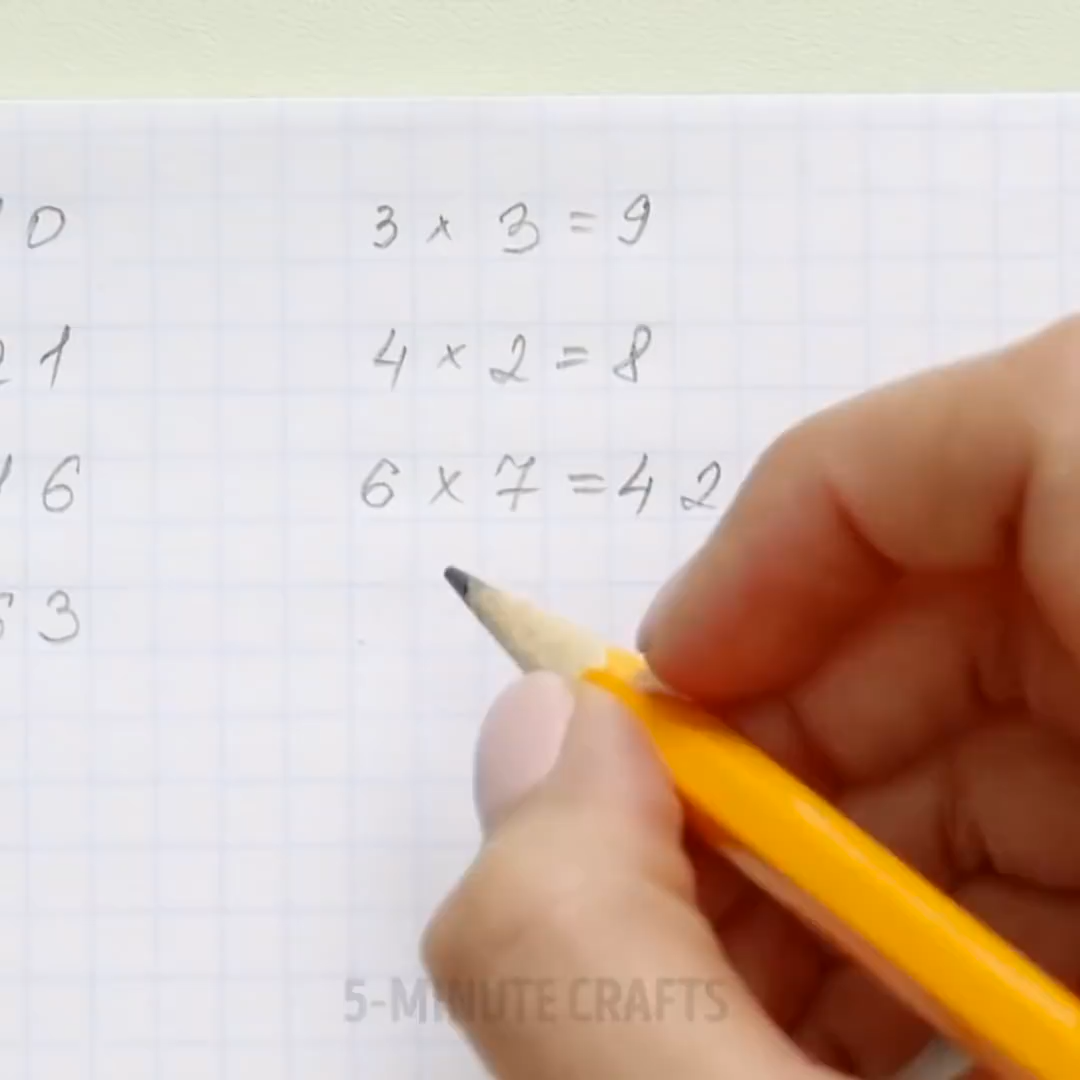 0 3 × 3 = 9
1 4 × 2 = 8
6 6 × 7 = 42
3
5-MINUTE CRAFTS